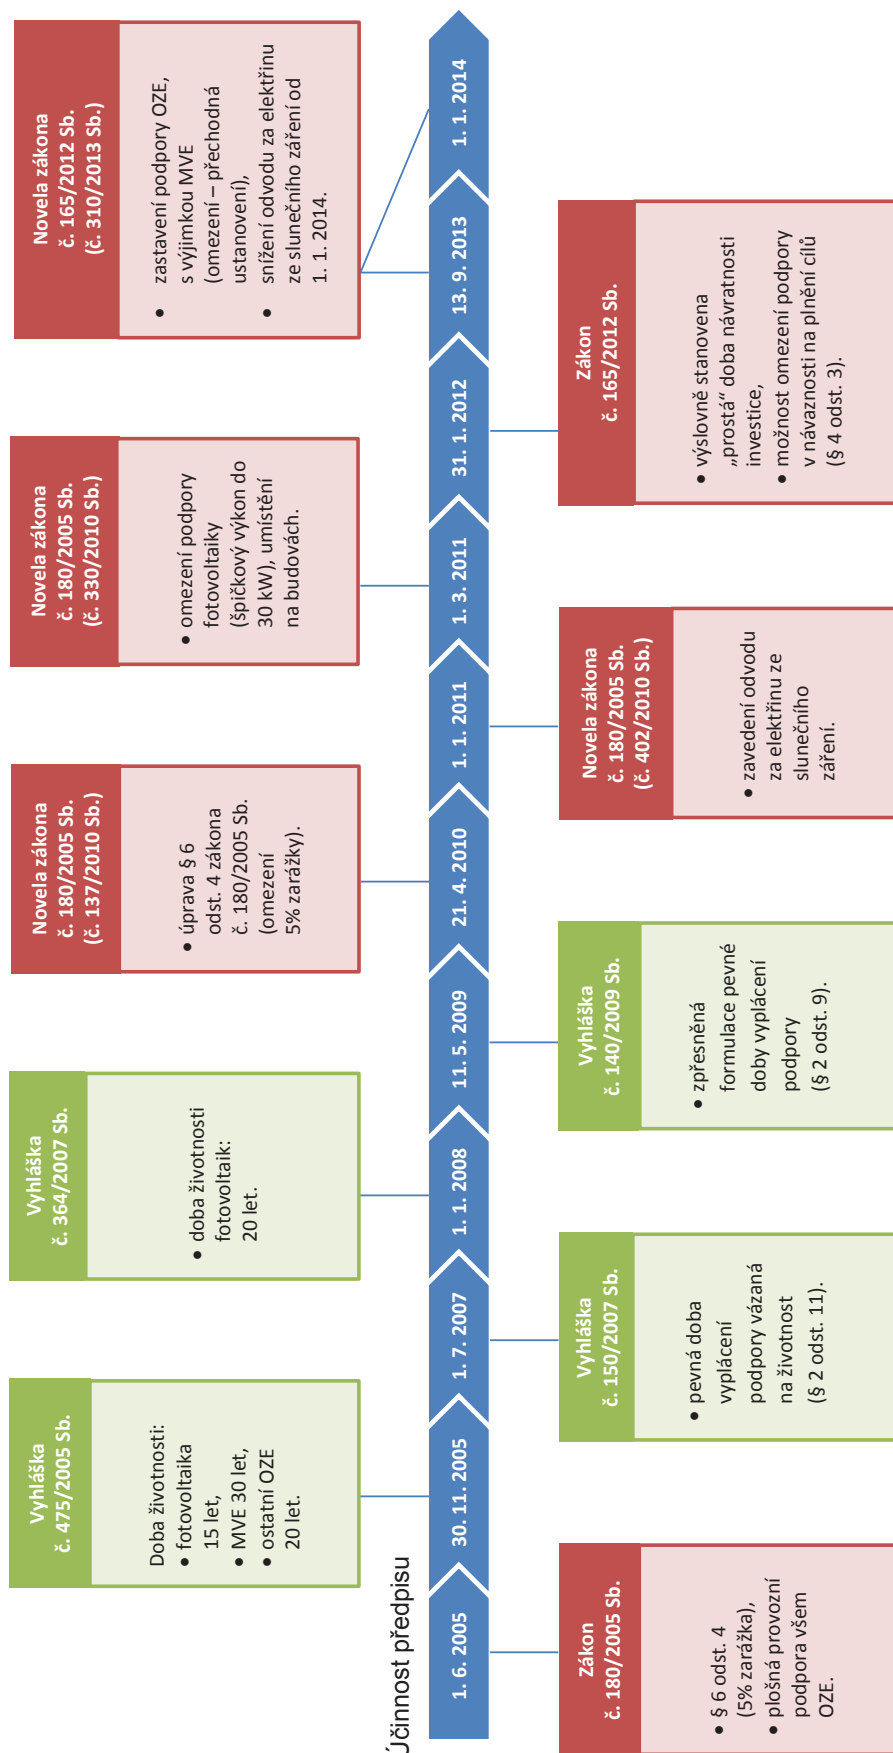 Vyhláška
č. 475/2005 Sb.
Doba životnosti:
• fotovoltaika
15 let,
• MVE 30 let,
• ostatní OZE
20 let.
Vyhláška
č. 364/2007 Sb.
• doba životnosti
fotovoltaik:
20 let.
Novela zákona
č. 180/2005 Sb.
(č. 137/2010 Sb.)
• úprava § 6
odst. 4 zákona
č. 180/2005 Sb.
(omezení
5% zarážky).
Novela zákona
č. 180/2005 Sb.
(č. 330/2010 Sb.)
• omezení podpory
fotovoltaiky
(špičkový výkon do
30 kW), umístění
na budovách.
Novela zákona
č. 165/2012 Sb.
(č. 310/2013 Sb.)
• zastavení podpory OZE,
s výjimkou MVE
(omezení – přechodná
ustanovení),
• snížení odvodu za elektřinu
ze slunečního záření od
1. 1. 2014.
Účinnost předpisu
1. 6. 2005
30. 11. 2005
1. 7. 2007
1. 1. 2008
11. 5. 2009
21. 4. 2010
1. 1. 2011
1. 3. 2011
31. 1. 2012
13. 9. 2013
1. 1. 2014
Zákon
č. 180/2005 Sb.
• § 6 odst. 4
(5% zarážka),
• plošná provozní
podpora všem
OZE.
Vyhláška
č. 150/2007 Sb.
• pevná doba
vyplácení
podpory vázaná
na životnost
(§ 2 odst. 11).
Vyhláška
č. 140/2009 Sb.
• zpřesněná
formulace pevné
doby vyplácení
podpory
(§ 2 odst. 9).
Novela zákona
č. 180/2005 Sb.
(č. 402/2010 Sb.)
• zavedení odvodu
za elektřinu ze
slunečního
záření.
Zákon
č. 165/2012 Sb.
• výslovně stanovena
„prostá“ doba návratnosti
investice,
• možnost omezení podpory
v návaznosti na plnění cílů
(§ 4 odst. 3).